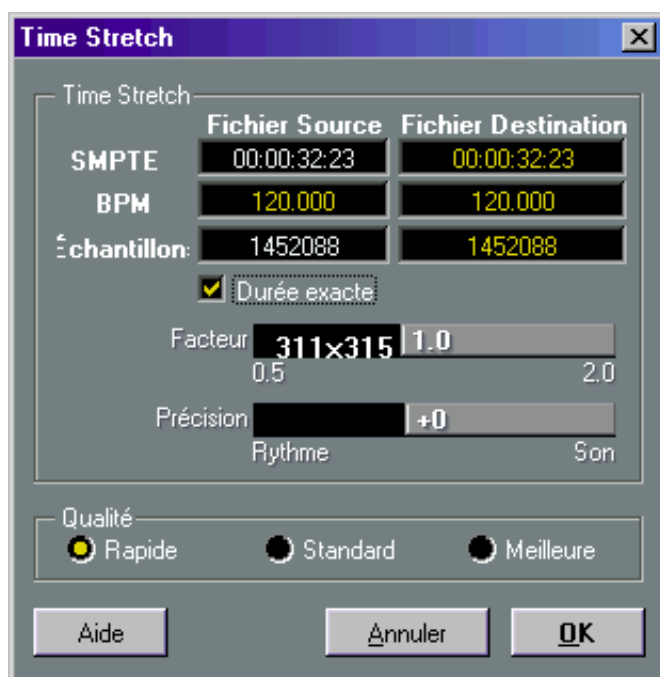 Time Stretch
Time Stretch
Fichier Source Fichier Destination
SMPTE 00:00:32:23 00:00:32:23
BPM 120.000 120.000
Échantillon: 1452088 1452088
Durée exacte
Facteur 311x315 1.0
0.5 2.0
Précision +0
Rythme Son
Qualité
Rapide Standard Meilleure
Aide Annuler OK